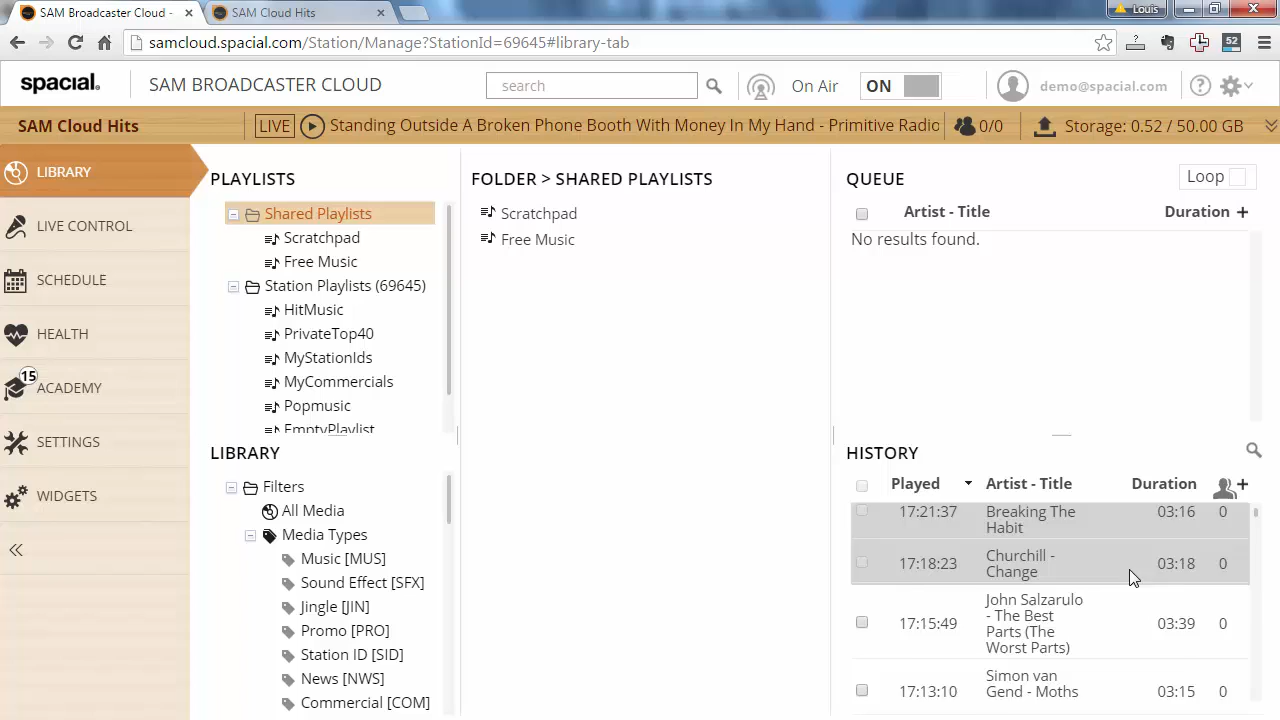 SAM Broadcaster Cloud -
SAM Cloud Hits
Louis
samcloud.spacial.com/Station/Manage?StationId=69645#library-tab
52
spacial.
SAM BROADCASTER CLOUD
search
On Air
ON
demo@spacial.com
SAM Cloud Hits
LIVE
Standing Outside A Broken Phone Booth With Money In My Hand - Primitive Radio
0/0
Storage: 0.52 / 50.00 GB
LIBRARY
LIVE CONTROL
SCHEDULE
HEALTH
15
ACADEMY
SETTINGS
WIDGETS
PLAYLISTS
Shared Playlists
Scratchpad
Free Music
Station Playlists (69645)
HitMusic
PrivateTop40
MyStationIds
MyCommercials
Popmusic
EmptyPlaylist
LIBRARY
Filters
All Media
Media Types
Music [MUS]
Sound Effect [SFX]
Jingle [JIN]
Promo [PRO]
Station ID [SID]
News [NWS]
Commercial [COM]
FOLDER > SHARED PLAYLISTS
Scratchpad
Free Music
QUEUE
Loop
Artist - Title
Duration +
No results found.
HISTORY
Played
Artist - Title
Duration
+
17:21:37
Breaking The
Habit
03:16
0
17:18:23
Churchill -
Change
03:18
0
17:15:49
John Salzarulo
- The Best
Parts (The
Worst Parts)
03:39
0
17:13:10
Simon van
Gend - Moths
03:15
0